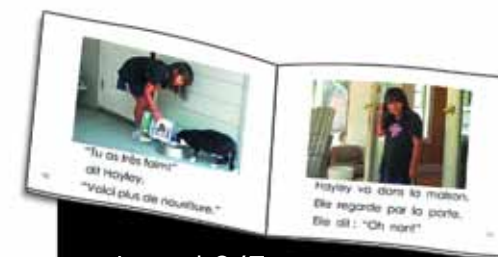 "Tu as très faim!"
dit Hayley.
"Voici plus de nourriture."
Hayley va dans la maison.
Elle regarde par la porte.
Elle dit : "Oh non!"